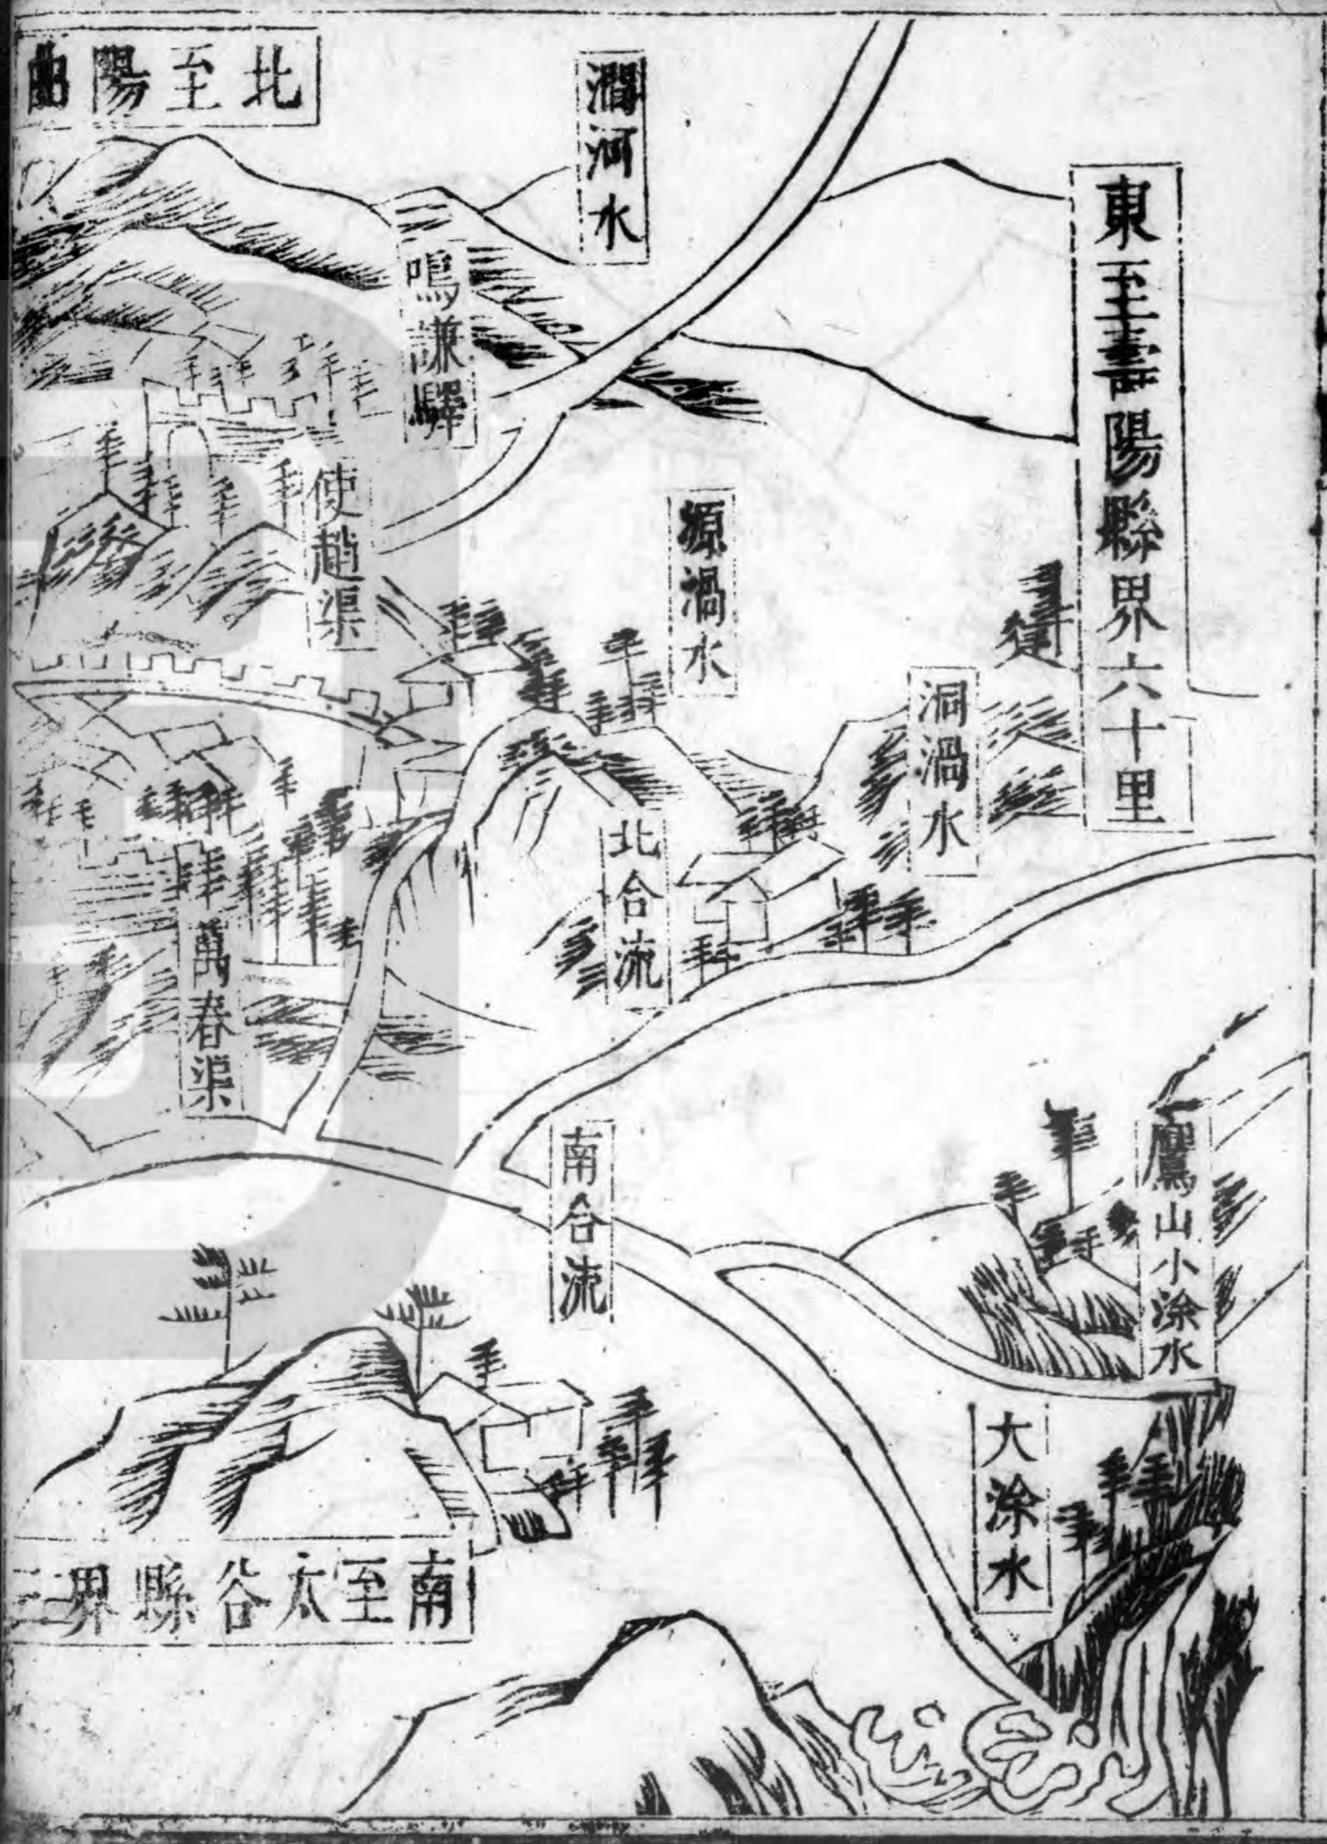 東至壽陽縣界六十里
澗河水
北至陽曲
鳴謙驛
使趙渠
源渦水
洞渦水
北合流
萬春渠
南合流
鷹山小涂水
大涂水
南至太谷縣界三